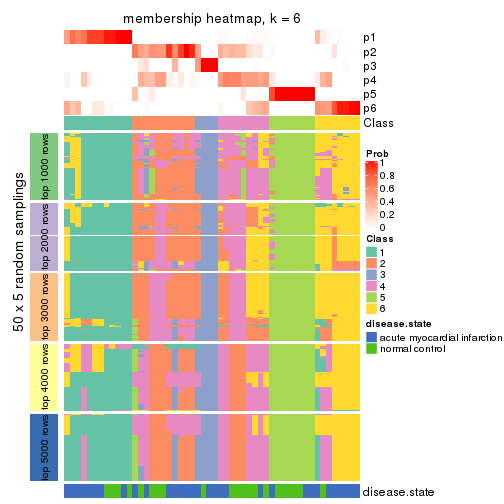 membership heatmap, k = 6
p1
p2
p3
p4
p5
p6
Class
50 x 5 random samplings
top 1000 rows
top 2000 rows
top 3000 rows
top 4000 rows
top 5000 rows
Prob
1
0.8
0.6
0.4
0.2
0
Class
1
2
3
4
5
6
disease.state
acute myocardial infarction
normal control
disease.state